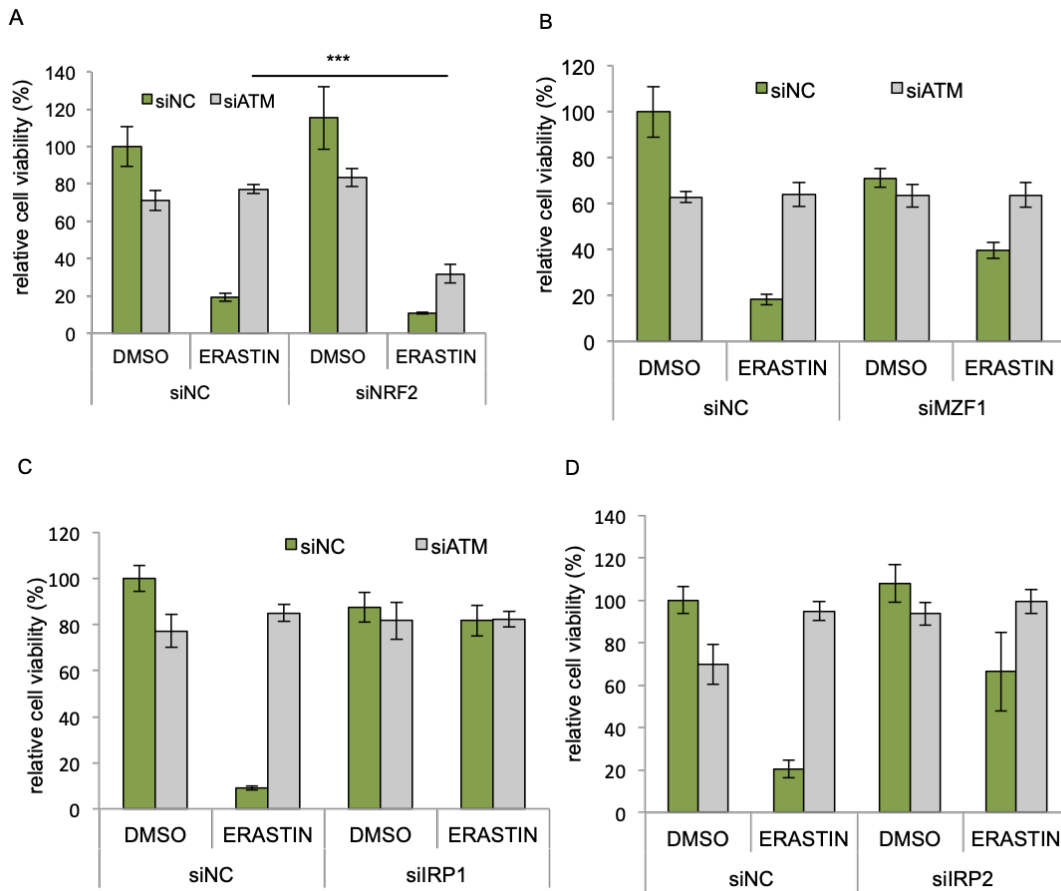 A
relative cell viability (%)
140
120
100
80
60
40
20
0
siNC siATM
***
DMSO ERASTIN DMSO ERASTIN
siNC siNRF2
B
relative cell viability (%)
120
100
80
60
40
20
0
siNC siATM
DMSO ERASTIN DMSO ERASTIN
siNC siMZF1
C
relative cell viability (%)
120
100
80
60
40
20
0
siNC siATM
DMSO ERASTIN DMSO ERASTIN
siNC siIRP1
D
relative cell viability (%)
140
120
100
80
60
40
20
0
DMSO ERASTIN DMSO ERASTIN
siNC siIRP2